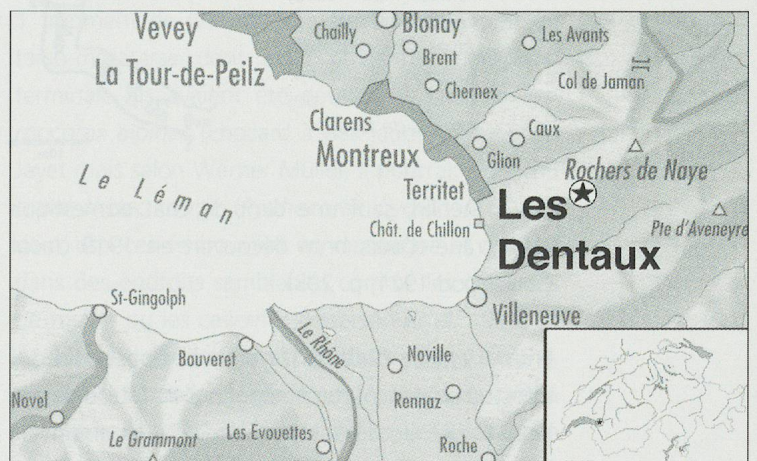 Vevey
Chailly
Blonay
Brent
Les Avants
La Tour-de-Peilz
Chernex
Col de Jaman
Clarens
Montreux
Caux
Glion
Rochers de Naye
Le Léman
Territet
Chât. de Chillon
Les
Dentaux
Pte d'Aveneyre
St-Gingolph
Villeneuve
Bouveret
Le Rhône
Noville
Rennaz
Novel
Le Grammont
Les Evouettes
Roche